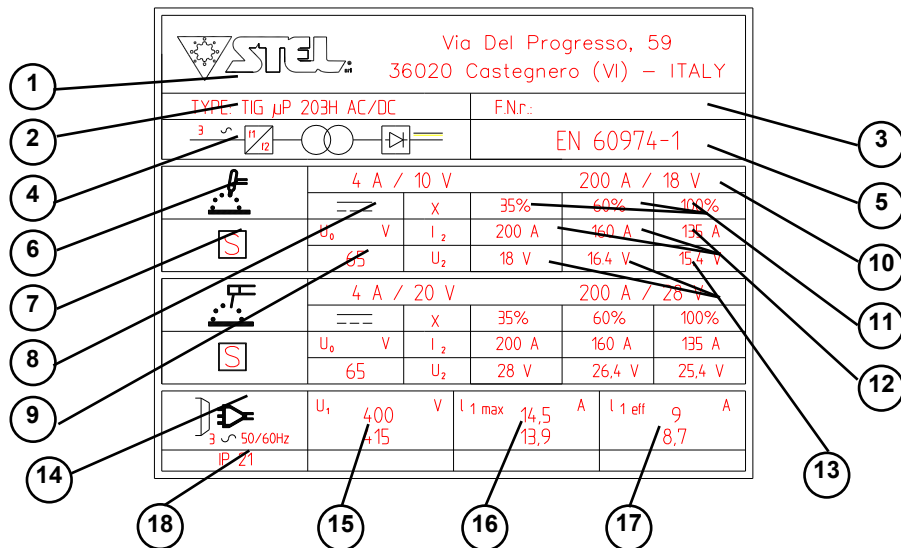 STEL srl
Via Del Progresso, 59
36020 Castegnero (VI) – ITALY
TYPE: TIG µP 203H AC/DC F.Nr.:
3 f1 f2 EN 60974-1
4 A / 10 V 200 A / 18 V
X 35% 60% 100%
S U₀ V I₂ 200 A 160 A 135 A
65 U₂ 18 V 16.4 V 15,4 V
4 A / 20 V 200 A / 28 V
X 35% 60% 100%
S U₀ V I₂ 200 A 160 A 135 A
65 U₂ 28 V 26,4 V 25,4 V
U₁ 400 V I 1 max 14,5 A I 1 eff 9 A
3 50/60Hz 415 13,9 8,7
IP 21
1
2
3
4
5
6
7
8
9
10
11
12
13
14
15
16
17
18